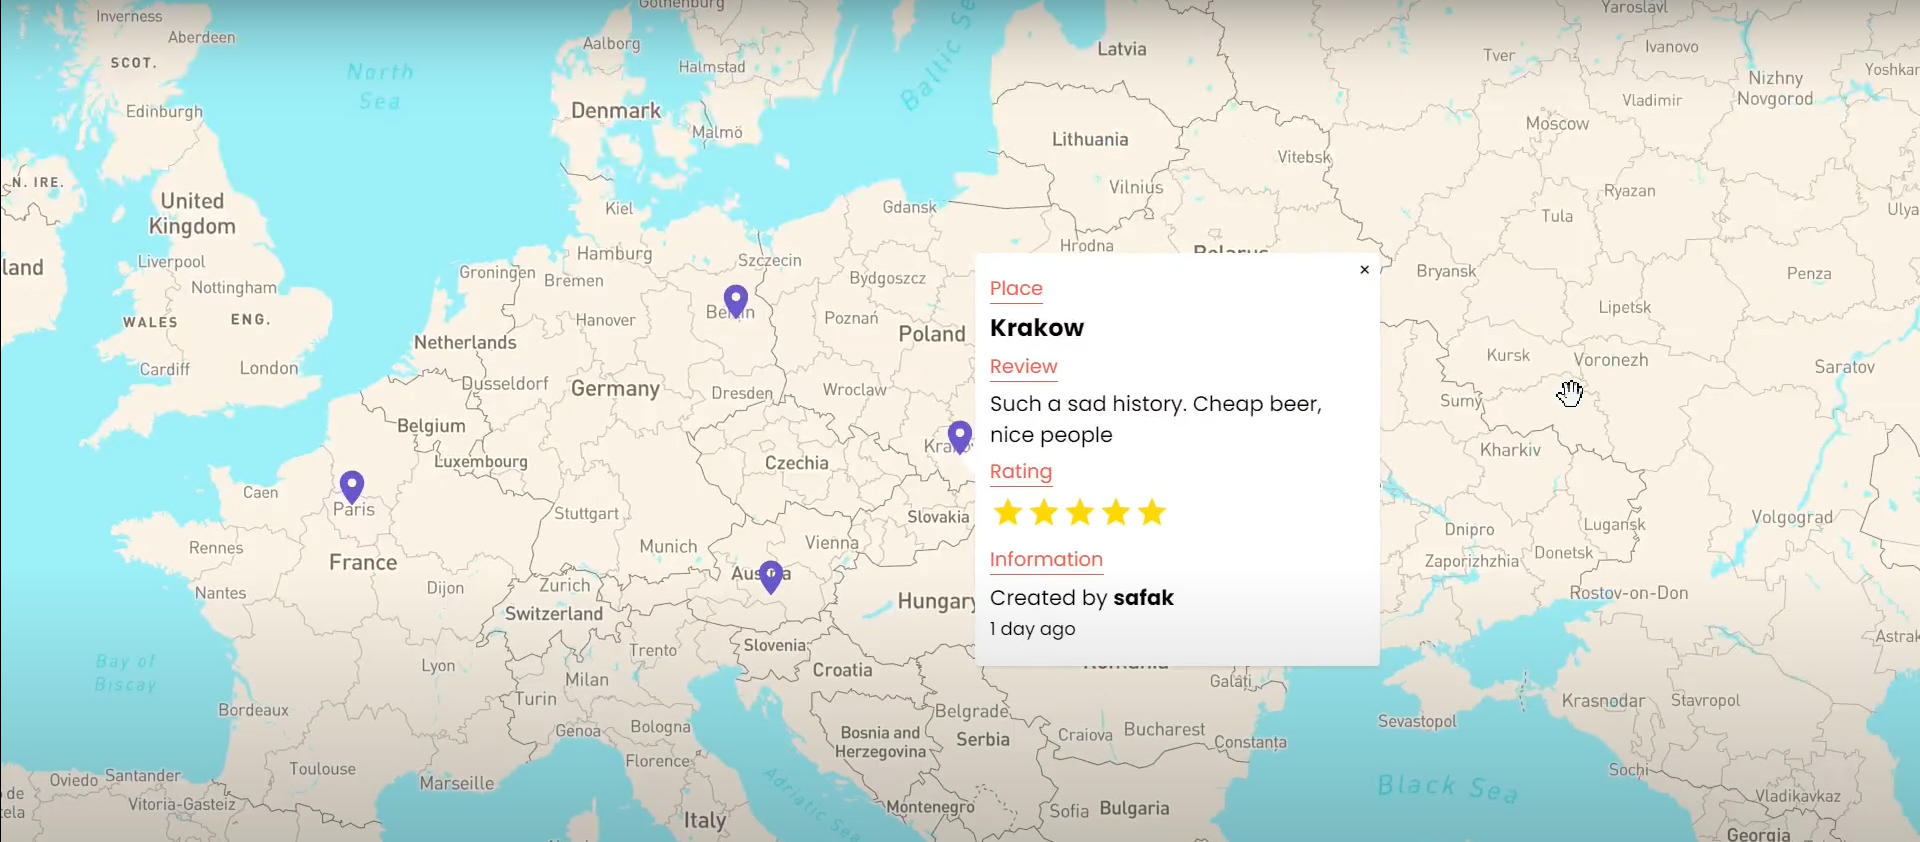 Inverness
Aberdeen
SCOT.
Edinburgh
North
Sea
Gothenburg
Aalborg
Halmstad
Denmark
Malmö
Baltic Se
Latvia
Lithuania
Vilnius
Vitebsk
Yaroslavl
Tver
Ivanovo
Yoshkar
Nizhny
Novgorod
Vladimir
Moscow
Ryazan
Tula
Ulya
N. IRE.
United
Kingdom
land
Liverpool
Nottingham
WALES
ENG.
Cardiff
London
Kiel
Hamburg
Groningen
Bremen
Szczecin
Gdansk
Bydgoszcz
Hrodna
Belarus
Bryansk
Penza
Lipetsk
Hanover
Berlin
Poznań
Poland
Netherlands
Dusseldorf
Germany
Dresden
Wroclaw
Kursk
Voronezh
Saratov
Sumy
Belgium
Luxembourg
Czechia
Krako
Kharkiv
Place
Krakow
Review
Such a sad history. Cheap beer,
nice people
Rating
Information
Created by safak
1 day ago
×
Caen
Paris
Rennes
France
Stuttgart
Munich
Vienna
Slovakia
Dnipro
Lugansk
Volgograd
Zaporizhzhia
Donetsk
Nantes
Dijon
Zurich
Switzerland
Austria
Hungary
Rostov-on-Don
Astrak
Bay of
Biscay
Lyon
Trento
Slovenia
Croatia
Romania
Milan
Turin
Galati
Bordeaux
Genoa
Bologna
Belgrade
Bosnia and
Herzegovina
Serbia
Craiova
Bucharest
Constanța
Sevastopol
Krasnodar
Stavropol
Oviedo
Santander
Toulouse
Marseille
Florence
Adriatic Sea
Black Sea
Sochi
de
ela
Vitoria-Gasteiz
Italy
Montenegro
Sofia
Bulgaria
Vladikavkaz
Georgia